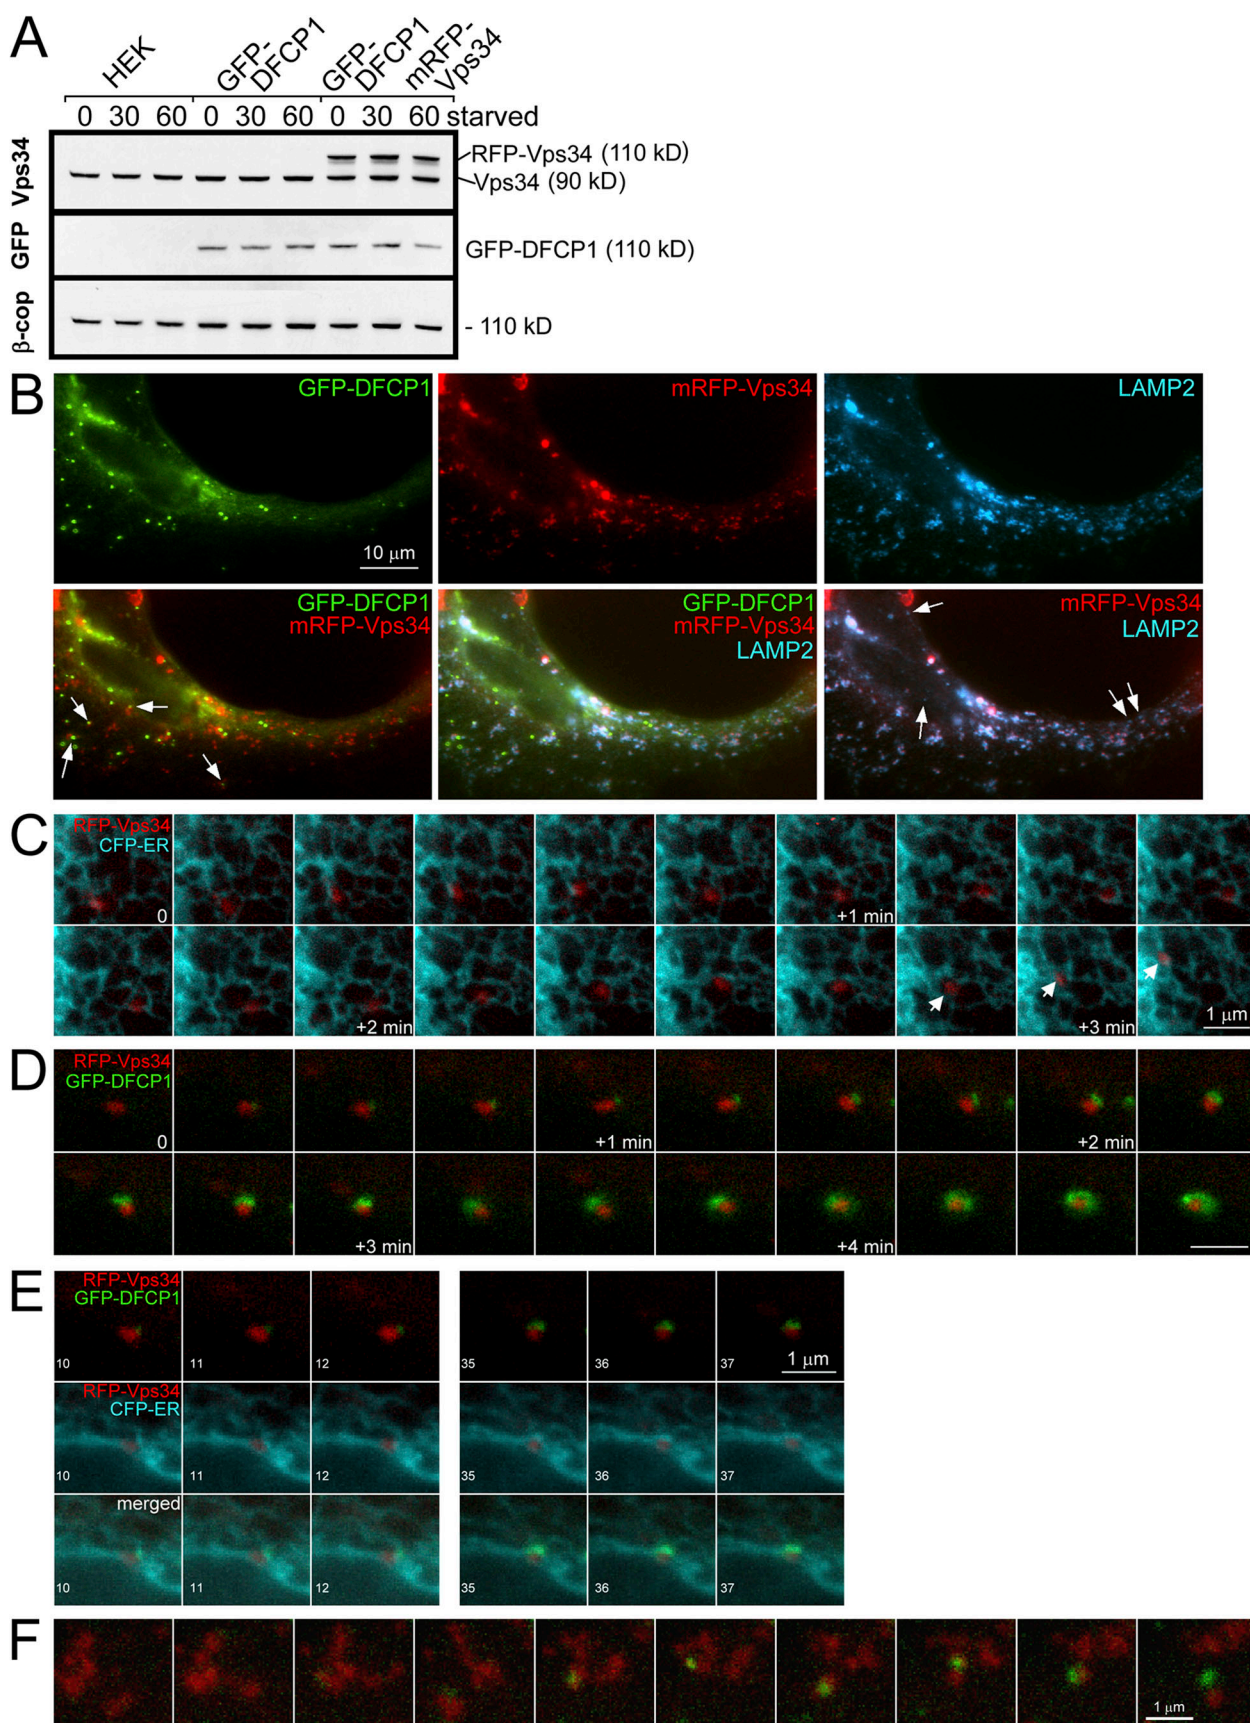 A
HEK
GFP-
DFCP1
GFP-
DFCP1
mRFP-
Vps34
0 30 60 0 30 60 0 30 60 starved
Vps34
RFP-Vps34 (110 kD)
Vps34 (90 kD)
GFP
GFP-DFCP1 (110 kD)
β-cop
- 110 kD
B
GFP-DFCP1
mRFP-Vps34
LAMP2
10 μm
GFP-DFCP1
mRFP-Vps34
GFP-DFCP1
mRFP-Vps34
LAMP2
mRFP-Vps34
LAMP2
C
RFP-Vps34
CFP-ER
0
+1 min
+2 min
+3 min
1 μm
D
RFP-Vps34
GFP-DFCP1
0
+1 min
+2 min
+3 min
+4 min
E
RFP-Vps34
GFP-DFCP1
10 11 12 35 36 37
1 μm
RFP-Vps34
CFP-ER
10 11 12 35 36 37
merged
10 11 12 35 36 37
F
1 μm